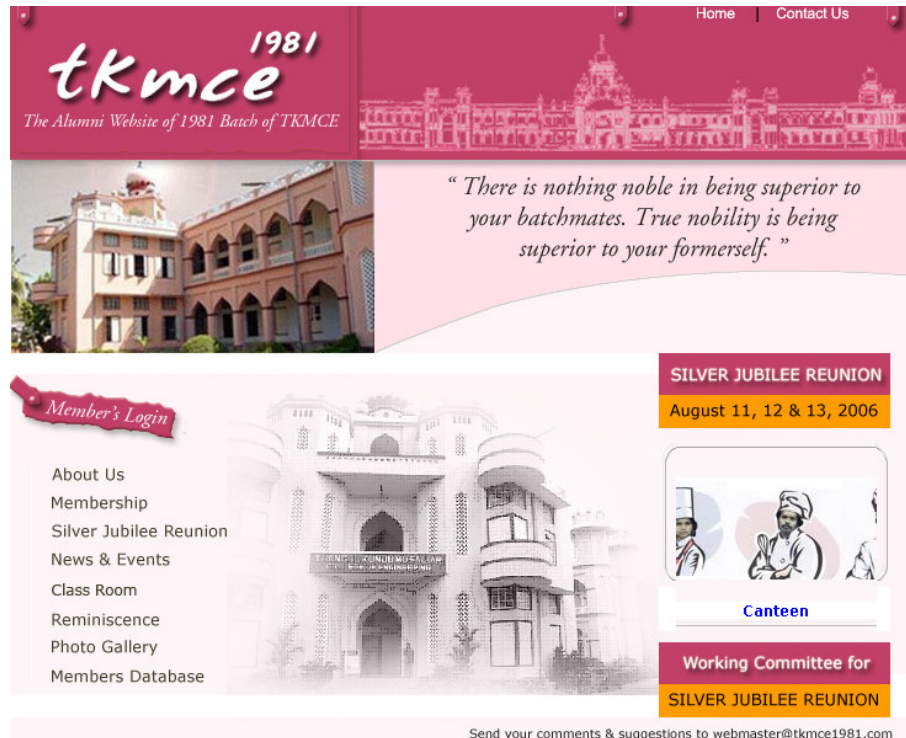 Home | Contact Us
1981
tkmce
The Alumni Website of 1981 Batch of TKMCE
“ There is nothing noble in being superior to
your batchmates. True nobility is being
superior to your formerself. ”
SILVER JUBILEE REUNION
August 11, 12 & 13, 2006
Member's Login
About Us
Membership
Silver Jubilee Reunion
News & Events
Class Room
Reminiscence
Photo Gallery
Members Database
COLLEGE OF ENGINEERING
Canteen
Working Committee for
SILVER JUBILEE REUNION
Send your comments & suggestions to webmaster@tkmce1981.com